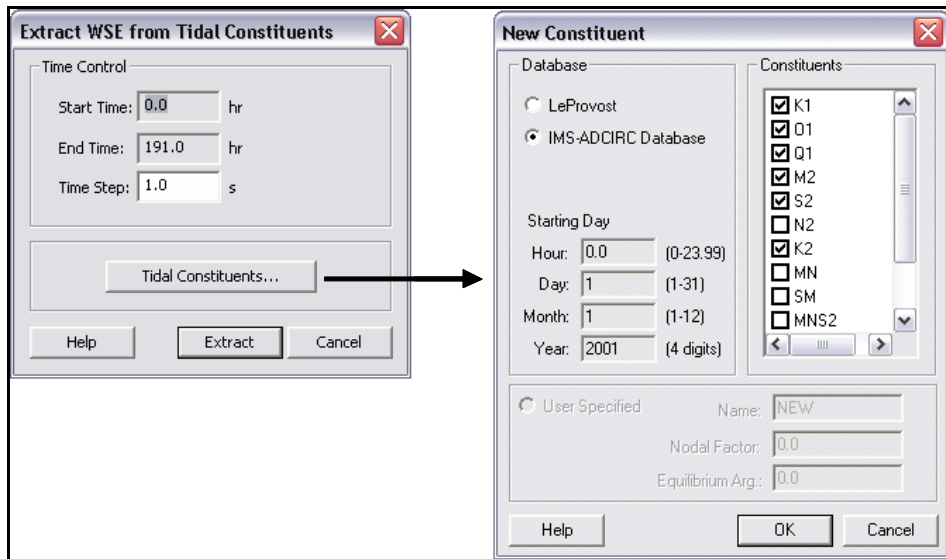 Extract WSE from Tidal Constituents
Time Control
Start Time: 0.0 hr
End Time: 191.0 hr
Time Step: 1.0 s
Tidal Constituents...
Help Extract Cancel
New Constituent
Database
LeProvost
IMS-ADCIRC Database
Starting Day
Hour: 0.0 (0-23.99)
Day: 1 (1-31)
Month: 1 (1-12)
Year: 2001 (4 digits)
Constituents
K1
O1
Q1
M2
S2
N2
K2
MN
SM
MNS2
User Specified Name: NEW
Nodal Factor: 0.0
Equilibrium Arg.: 0.0
Help OK Cancel